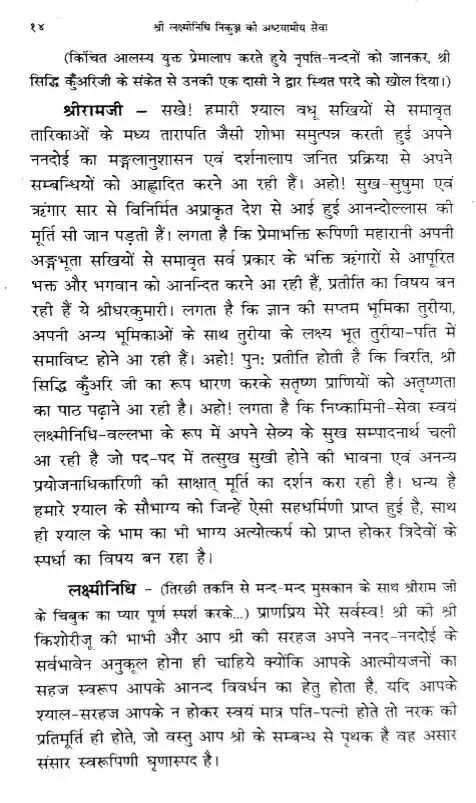 १४ श्री लक्ष्मीनिधि निकुञ्ज की अष्टयामीय सेवा
(किंचित आलस्य युक्त प्रेमालाप करते हुये नृपति-नन्दनों को जानकर, श्री
सिद्धि कुँअरिजी के संकेत से उनकी एक दासी ने द्वार स्थित परदे को खोल दिया।)
श्रीरामजी – सखे! हमारी श्याल वधू सखियों से समावृत
तारिकाओं के मध्य तारापति जैसी शोभा समुत्पन्न करती हुई अपने
ननदोई का मङ्गलानुशासन एवं दर्शनालाप जनित प्रक्रिया से अपने
सम्बन्धियों को आह्लादित करने आ रही हैं। अहो! सुख-सुषुमा एवं
श्रृंगार सार से विनिर्मित अप्राकृत देश से आई हुई आनन्दोल्लास की
मूर्ति सी जान पड़ती हैं। लगता है कि प्रेमाभक्ति रूपिणी महारानी अपनी
अङ्गभूता सखियों से समावृत सर्व प्रकार के भक्ति श्रृंगारों से आपूरित
भक्त और भगवान को आनन्दित करने आ रही हैं, प्रतीति का विषय बन
रही हैं ये श्रीधरकुमारी। लगता है कि ज्ञान की सप्तम भूमिका तुरीया,
अपनी अन्य भूमिकाओं के साथ तुरीया के लक्ष्य भूत तुरीया-पति में
समाविष्ट होने आ रही हैं। अहो! पुन: प्रतीति होती है कि विरति, श्री
सिद्धि कुँअरि जी का रूप धारण करके सतृष्ण प्राणियों को अतृष्णता
का पाठ पढ़ाने आ रही है। अहो! लगता है कि निष्कामिनी-सेवा स्वयं
लक्ष्मीनिधि-वल्लभा के रूप में अपने सेव्य के सुख सम्पादनार्थ चली
आ रही है जो पद-पद में तत्सुख सुखी होने की भावना एवं अनन्य
प्रयोजनाधिकारिणी की साक्षात् मूर्ति का दर्शन करा रही है। धन्य है
हमारे श्याल के सौभाग्य को जिन्हें ऐसी सहधर्मिणी प्राप्त हुई है, साथ
ही श्याल के भाम का भी भाग्य अत्योत्कर्ष को प्राप्त होकर त्रिदेवों के
स्पर्धा का विषय बन रहा है।
लक्ष्मीनिधि – (तिरछी तकनि से मन्द-मन्द मुसकान के साथ श्रीराम जी
के चिबुक का प्यार पूर्ण स्पर्श करके...) प्राणप्रिय मेरे सर्वस्व! श्री की श्री
किशोरीजू की भाभी और आप श्री की सरहज अपने ननद-ननदोई के
सर्वभावेन अनुकूल होना ही चाहिये क्योंकि आपके आत्मीयजनों का
सहज स्वरूप आपके आनन्द विवर्धन का हेतु होता है, यदि आपके
श्याल-सरहज आपके न होकर स्वयं मात्र पति-पत्नी होते तो नरक की
प्रतिमूर्ति ही होते, जो वस्तु आप श्री के सम्बन्ध से पृथक है वह असार
संसार स्वरूपिणी घृणास्पद है।